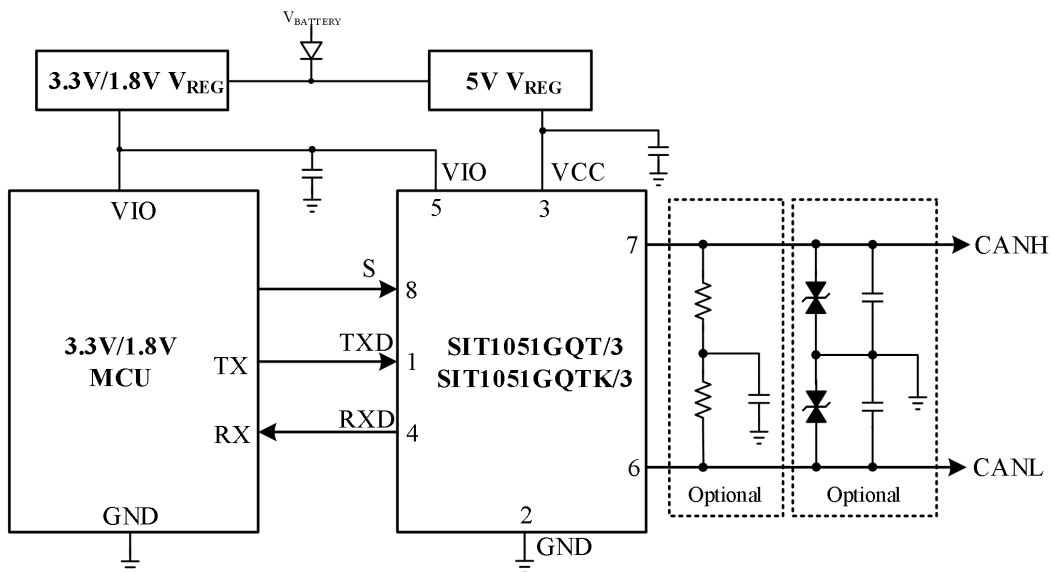 VBATTERY
3.3V/1.8V VREG
5V VREG
VIO
VCC
VIO
5
3
7
CANH
S
8
3.3V/1.8V
MCU
TX
TXD
1
SIT1051GQT/3
SIT1051GQTK/3
RX
RXD
4
6
CANL
Optional
Optional
GND
2
GND